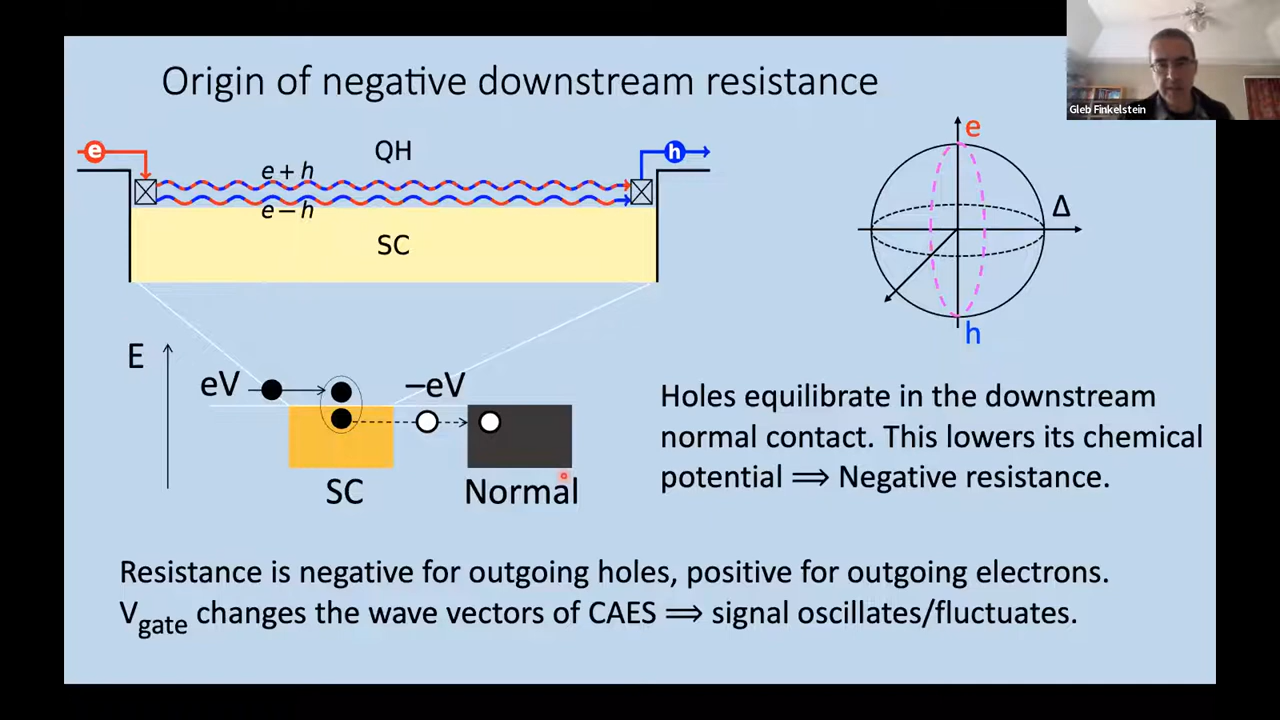 Gleb Finkelstein
Origin of negative downstream resistance
e
QH
h
e + h
e – h
SC
e
Δ
h
E
eV
–eV
SC
Normal
Holes equilibrate in the downstream
normal contact. This lowers its chemical
potential ⟹ Negative resistance.
Resistance is negative for outgoing holes, positive for outgoing electrons.
Vgate changes the wave vectors of CAES ⟹ signal oscillates/fluctuates.